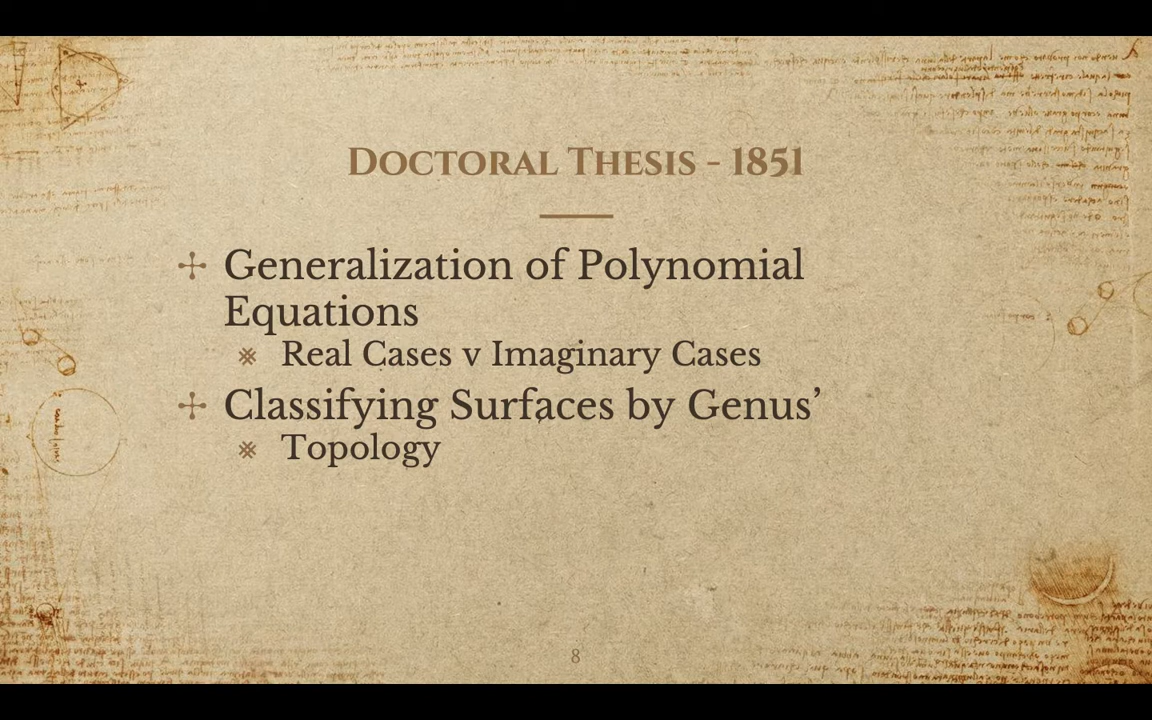 Doctoral Thesis - 1851
Generalization of Polynomial
Equations
Real Cases v Imaginary Cases
Classifying Surfaces by Genus’
Topology
8